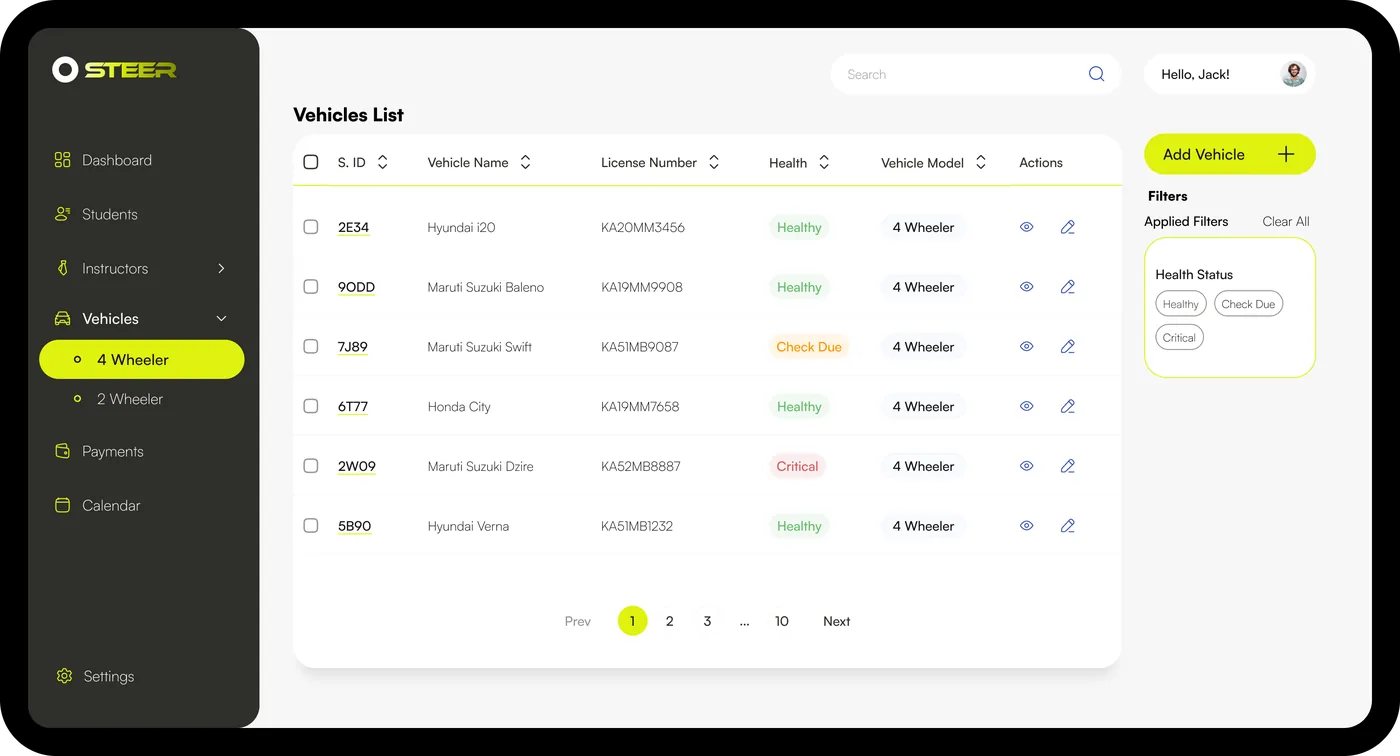 STEER
Dashboard
Students
Instructors
Vehicles
4 Wheeler
2 Wheeler
Payments
Calendar
Settings
Search
Hello, Jack!
Vehicles List
S. ID Vehicle Name License Number Health Vehicle Model Actions
2E34 Hyundai i20 KA20MM3456 Healthy 4 Wheeler
9ODD Maruti Suzuki Baleno KA19MM9908 Healthy 4 Wheeler
7J89 Maruti Suzuki Swift KA51MB9087 Check Due 4 Wheeler
6T77 Honda City KA19MM7658 Healthy 4 Wheeler
2W09 Maruti Suzuki Dzire KA52MB8887 Critical 4 Wheeler
5B90 Hyundai Verna KA51MB1232 Healthy 4 Wheeler
Prev 1 2 3 ... 10 Next
Add Vehicle
Filters
Applied Filters Clear All
Health Status
Healthy Check Due
Critical